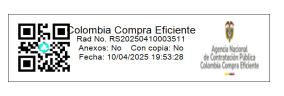 Colombia Compra Eficiente
Rad No. RS20250410003511
Anexos: No Con copia: No
Fecha: 10/04/2025 19:53:28
Agencia Nacional
de Contratación Pública
Colombia Compra Eficiente